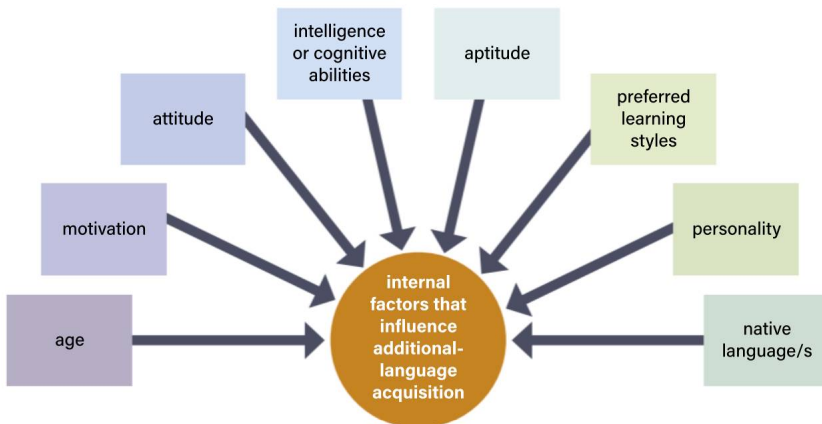 intelligence
or cognitive
abilities
aptitude
attitude
preferred
learning
styles
motivation
personality
age
native
language/s
internal
factors that
influence
additional-
language
acquisition